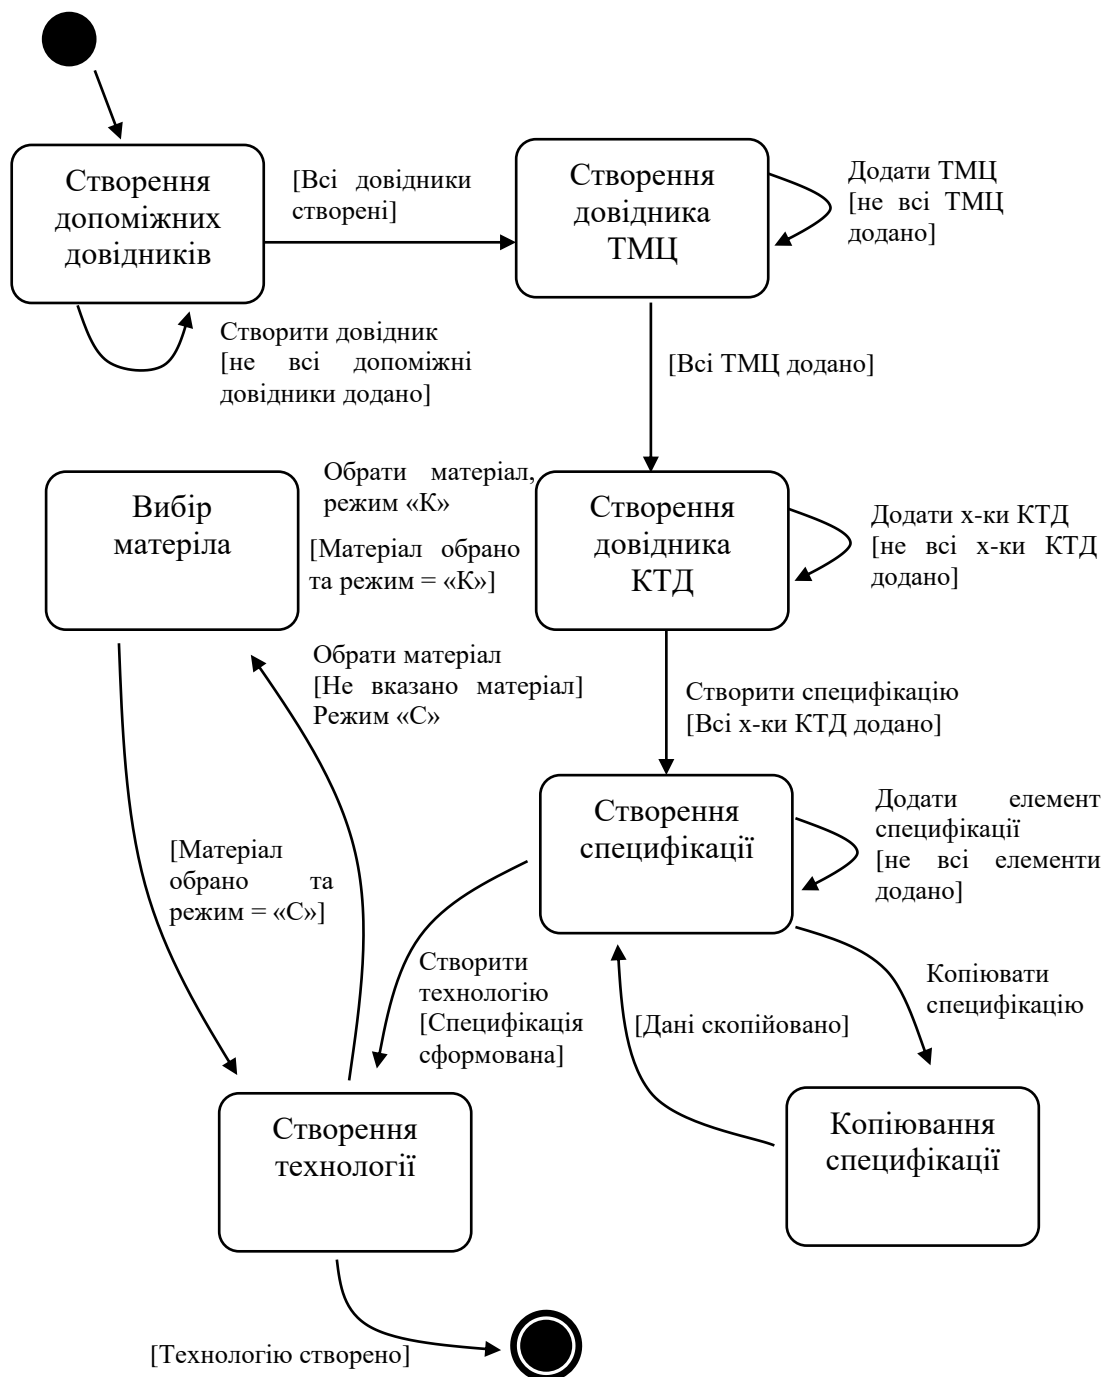 Створення
допоміжних
довідників
[Всі довідники
створені]
Створення
довідника
ТМЦ
Додати ТМЦ
[не всі ТМЦ
додано]
Створити довідник
[не всі допоміжні
довідники додано]
[Всі ТМЦ додано]
Вибір
матеріла
Обрати матеріал,
режим «К»
[Матеріал обрано
та режим = «К»]
Створення
довідника
КТД
Додати х-ки КТД
[не всі х-ки КТД
додано]
Обрати матеріал
[Не вказано матеріал]
Режим «С»
Створити специфікацію
[Всі х-ки КТД додано]
Створення
специфікації
Додати елемент
специфікації
[не всі елементи
додано]
[Матеріал
обрано та
режим = «С»]
Створити
технологію
[Специфікація
сформована]
[Дані скопійовано]
Копіювати
специфікацію
Створення
технології
Копіювання
специфікації
[Технологію створено]